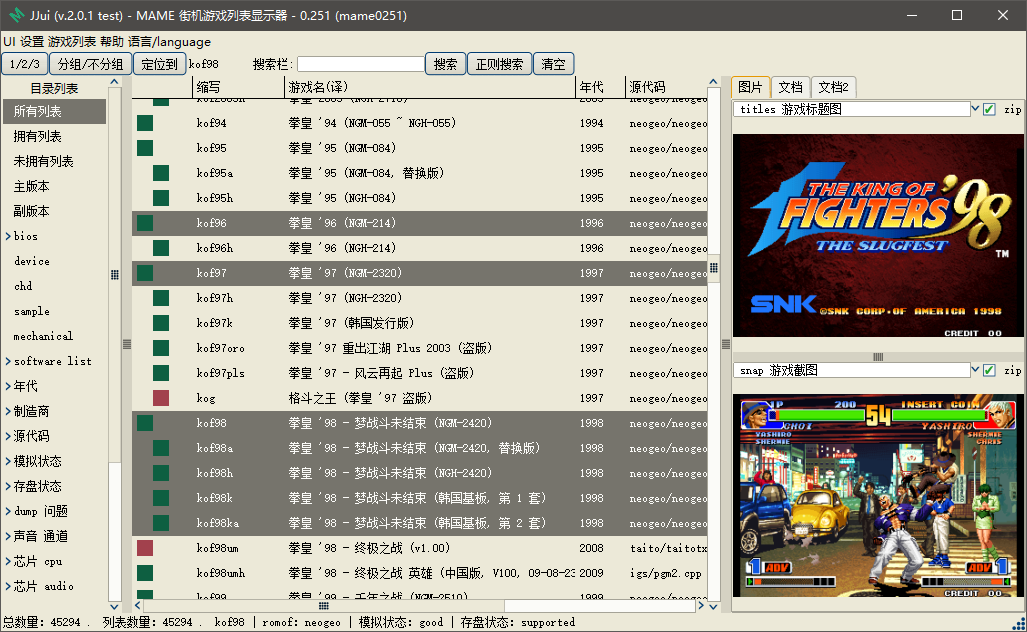 JJui (v.2.0.1 test) - MAME 街机游戏列表显示器 - 0.251 (mame0251)
UI 设置 游戏列表 帮助 语言/language
1/2/3 分组/不分组 定位到 kof98 搜索栏: 搜索 正则搜索 清空
目录列表
所有列表
拥有列表
未拥有列表
主版本
副版本
bios
device
chd
sample
mechanical
software list
年代
制造商
源代码
模拟状态
存盘状态
dump 问题
声音 通道
芯片 cpu
芯片 audio
缩写 游戏名(译) 年代 源代码
kof94 拳皇 '94 (NGM-055 ~ NGH-055) 1994 neogeo/neogeo
kof95 拳皇 '95 (NGM-084) 1995 neogeo/neogeo
kof95a 拳皇 '95 (NGM-084, 替换版) 1995 neogeo/neogeo
kof95h 拳皇 '95 (NGH-084) 1995 neogeo/neogeo
kof96 拳皇 '96 (NGM-214) 1996 neogeo/neogeo
kof96h 拳皇 '96 (NGH-214) 1996 neogeo/neogeo
kof97 拳皇 '97 (NGM-2320) 1997 neogeo/neogeo
kof97h 拳皇 '97 (NGH-2320) 1997 neogeo/neogeo
kof97k 拳皇 '97 (韩国发行版) 1997 neogeo/neogeo
kof97oro 拳皇 '97 重出江湖 Plus 2003 (盗版) 1997 neogeo/neogeo
kof97pls 拳皇 '97 - 风云再起 Plus (盗版) 1997 neogeo/neogeo
kog 格斗之王 (拳皇 '97 盗版) 1997 neogeo/neogeo
kof98 拳皇 '98 - 梦战斗未结束 (NGM-2420) 1998 neogeo/neogeo
kof98a 拳皇 '98 - 梦战斗未结束 (NGM-2420, 替换版) 1998 neogeo/neogeo
kof98h 拳皇 '98 - 梦战斗未结束 (NGH-2420) 1998 neogeo/neogeo
kof98k 拳皇 '98 - 梦战斗未结束 (韩国基板, 第 1 套) 1998 neogeo/neogeo
kof98ka 拳皇 '98 - 梦战斗未结束 (韩国基板, 第 2 套) 1998 neogeo/neogeo
kof98um 拳皇 '98 - 终极之战 (v1.00) 2008 taito/taitotx
kof98umh 拳皇 '98 - 终极之战 英雄 (中国版, V100, 09-08-23 2009 igs/pgm2.cpp
kof99 拳皇 '99 - 千年之战 (NGM-2510) 1999 neogeo/neogeo
图片 文档 文档2
titles 游戏标题图 zip
THE KING OF
FIGHTERS '98
THE SLUGFEST
TM
SNK ©SNK CORP.OF AMERICA 1998
CREDIT 00
snap 游戏截图 zip
1P 200 54 INSERT COIN
CHOI YASHIRO
YASHIRO SHERMIE
SHERMIE CHRIS
1 ADV ADV 1
CREDIT 00
总数量: 45294 . 列表数量: 45294 . kof98 | romof: neogeo | 模拟状态: good | 存盘状态: supported